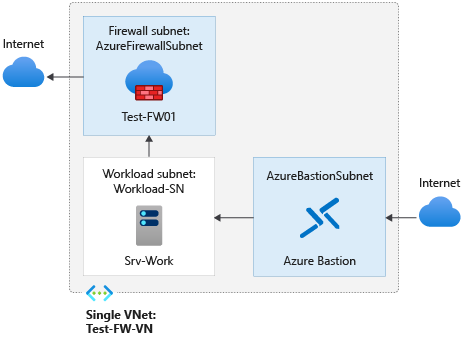 Internet
Firewall subnet:
AzureFirewallSubnet
Test-FW01
Workload subnet:
Workload-SN
Srv-Work
AzureBastionSubnet
Azure Bastion
Internet
Single VNet:
Test-FW-VN